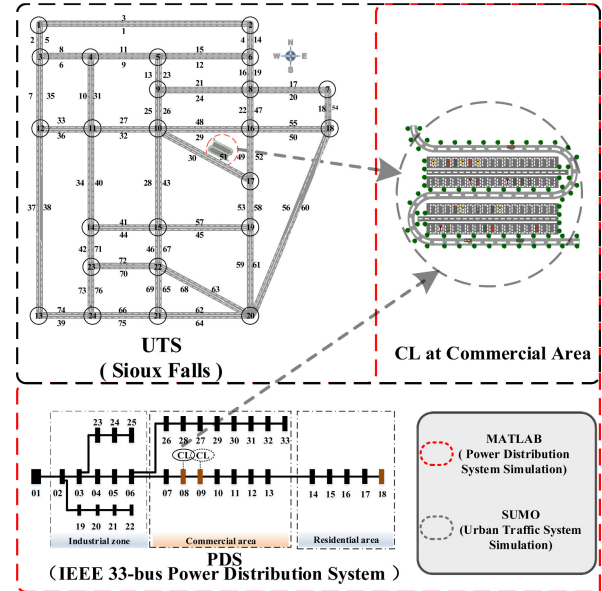 3
1 2
1
2 5 4 14
8 11 15
3 4 5 6
6 9 12
13 23 16 19
21 17
9 8 7
24 20
7 35 10 31 25 26 22 47 18 54
33 27 48 55
12 11 10 16 18
36 32 29 50
51 49 52
30
17
34 40 28 43
37 38 53 58 56 60
41 57
14 15 19
44 45
42 71 46 67
72
23 22
70
59 61
73 76 69 65 68 63
74 66 62
13 24 21 20
39 75 64
N
W E
S
UTS
( Sioux Falls )
CL at Commercial Area
23 24 25
26 28 27 29 30 31 32 33
CL CL
01 02 03 04 05 06 07 08 09 10 11 12 13 14 15 16 17 18
19 20 21 22
Industrial zone Commercial area Residential area
PDS
( IEEE 33-bus Power Distribution System )
MATLAB
( Power Distribution
System Simulation)
SUMO
(Urban Traffic System
Simulation)